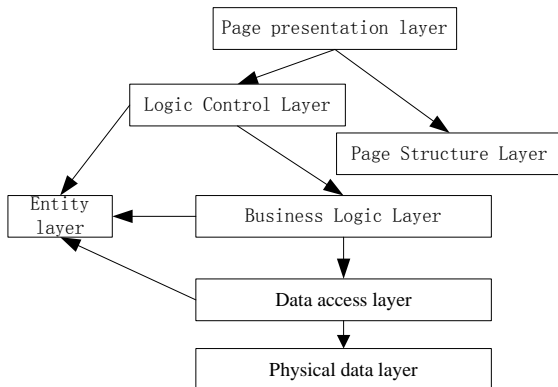 Page presentation layer
Logic Control Layer
Page Structure Layer
Entity
layer
Business Logic Layer
Data access layer
Physical data layer